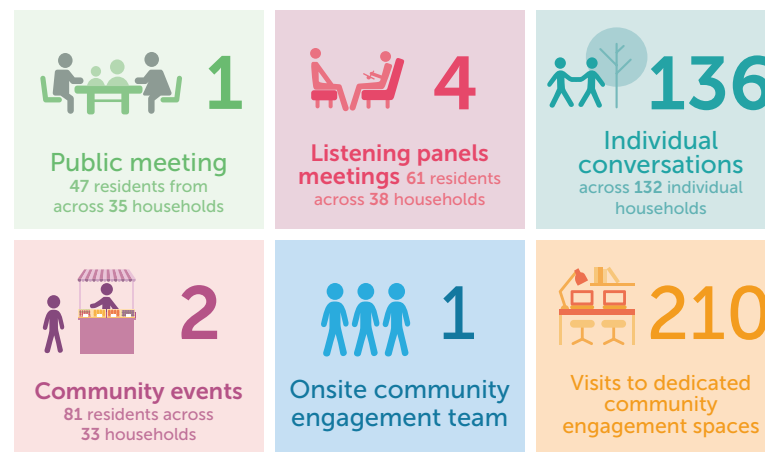 1
Public meeting
47 residents from
across 35 households
4
Listening panels
meetings 61 residents
across 38 households
136
Individual
conversations
across 132 individual
households
2
Community events
81 residents across
33 households
1
Onsite community
engagement team
210
Visits to dedicated
community
engagement spaces